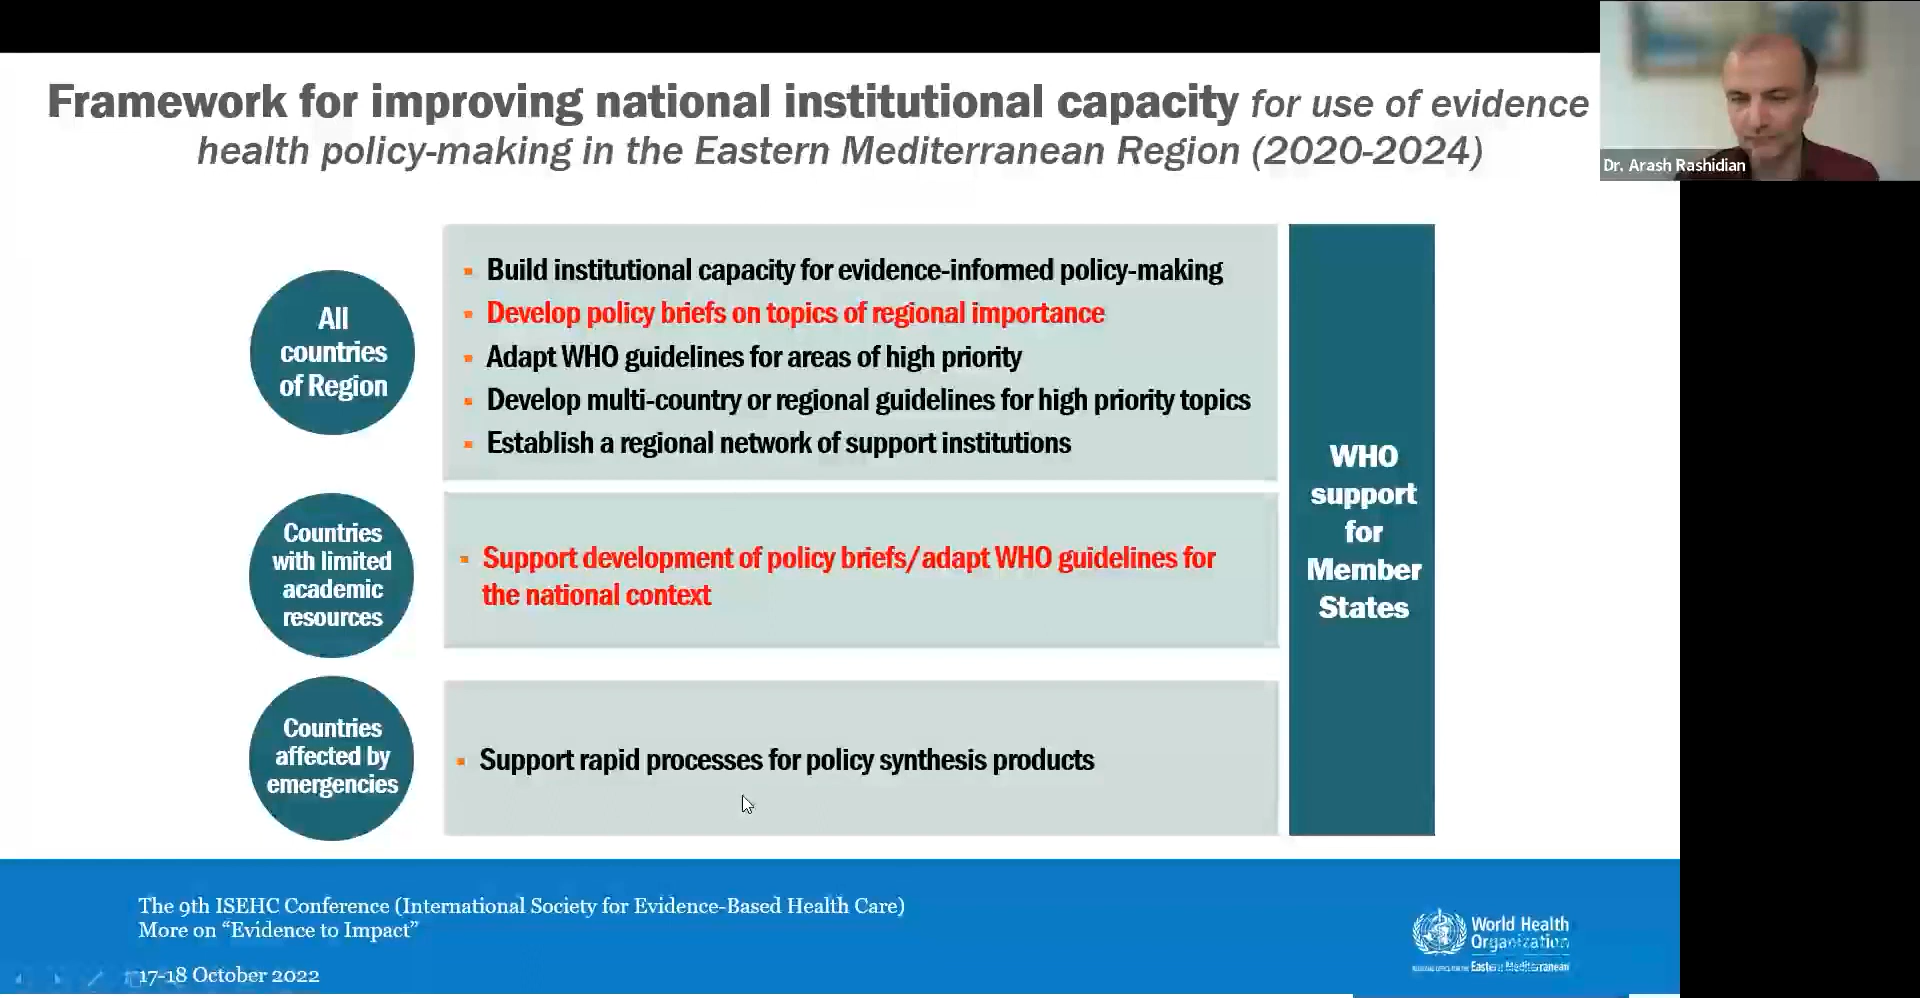 Framework for improving national institutional capacity for use of evidence
health policy-making in the Eastern Mediterranean Region (2020-2024)
Dr. Arash Rashidian
All
countries
of Region
Build institutional capacity for evidence-informed policy-making
Develop policy briefs on topics of regional importance
Adapt WHO guidelines for areas of high priority
Develop multi-country or regional guidelines for high priority topics
Establish a regional network of support institutions
Countries
with limited
academic
resources
Support development of policy briefs/adapt WHO guidelines for
the national context
Countries
affected by
emergencies
Support rapid processes for policy synthesis products
WHO
support
for
Member
States
The 9th ISEHC Conference (International Society for Evidence-Based Health Care)
More on “Evidence to Impact”
17-18 October 2022
World Health
Organization
REGIONAL OFFICE FOR THE Eastern Mediterranean